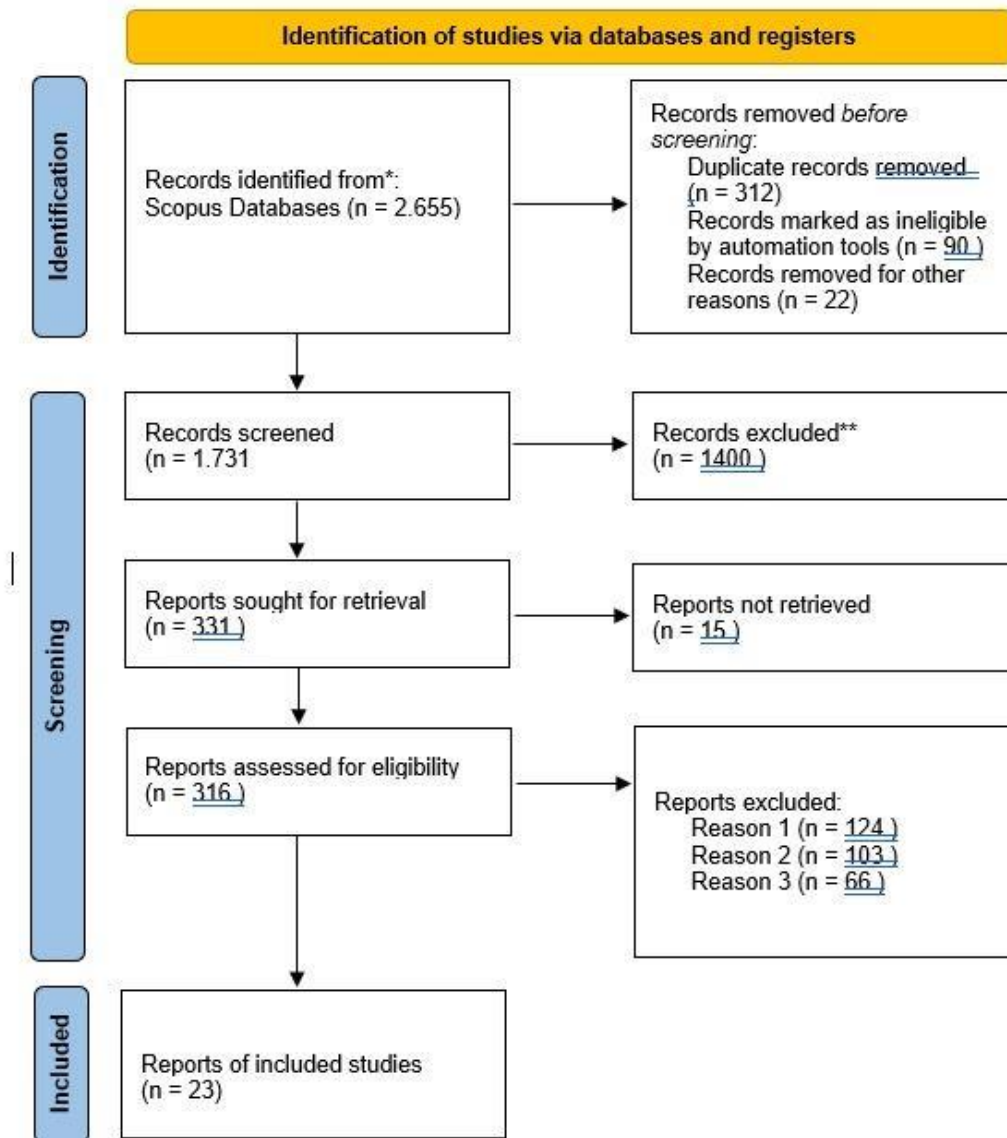 Identification of studies via databases and registers
Identification
Records identified from*:
Scopus Databases (n = 2.655)
Records removed before
screening:
Duplicate records removed
(n = 312)
Records marked as ineligible
by automation tools (n = 90 )
Records removed for other
reasons (n = 22)
Screening
Records screened
(n = 1.731
Records excluded**
(n = 1400 )
Reports sought for retrieval
(n = 331 )
Reports not retrieved
(n = 15 )
Reports assessed for eligibility
(n = 316 )
Reports excluded:
Reason 1 (n = 124 )
Reason 2 (n = 103 )
Reason 3 (n = 66 )
Included
Reports of included studies
(n = 23)